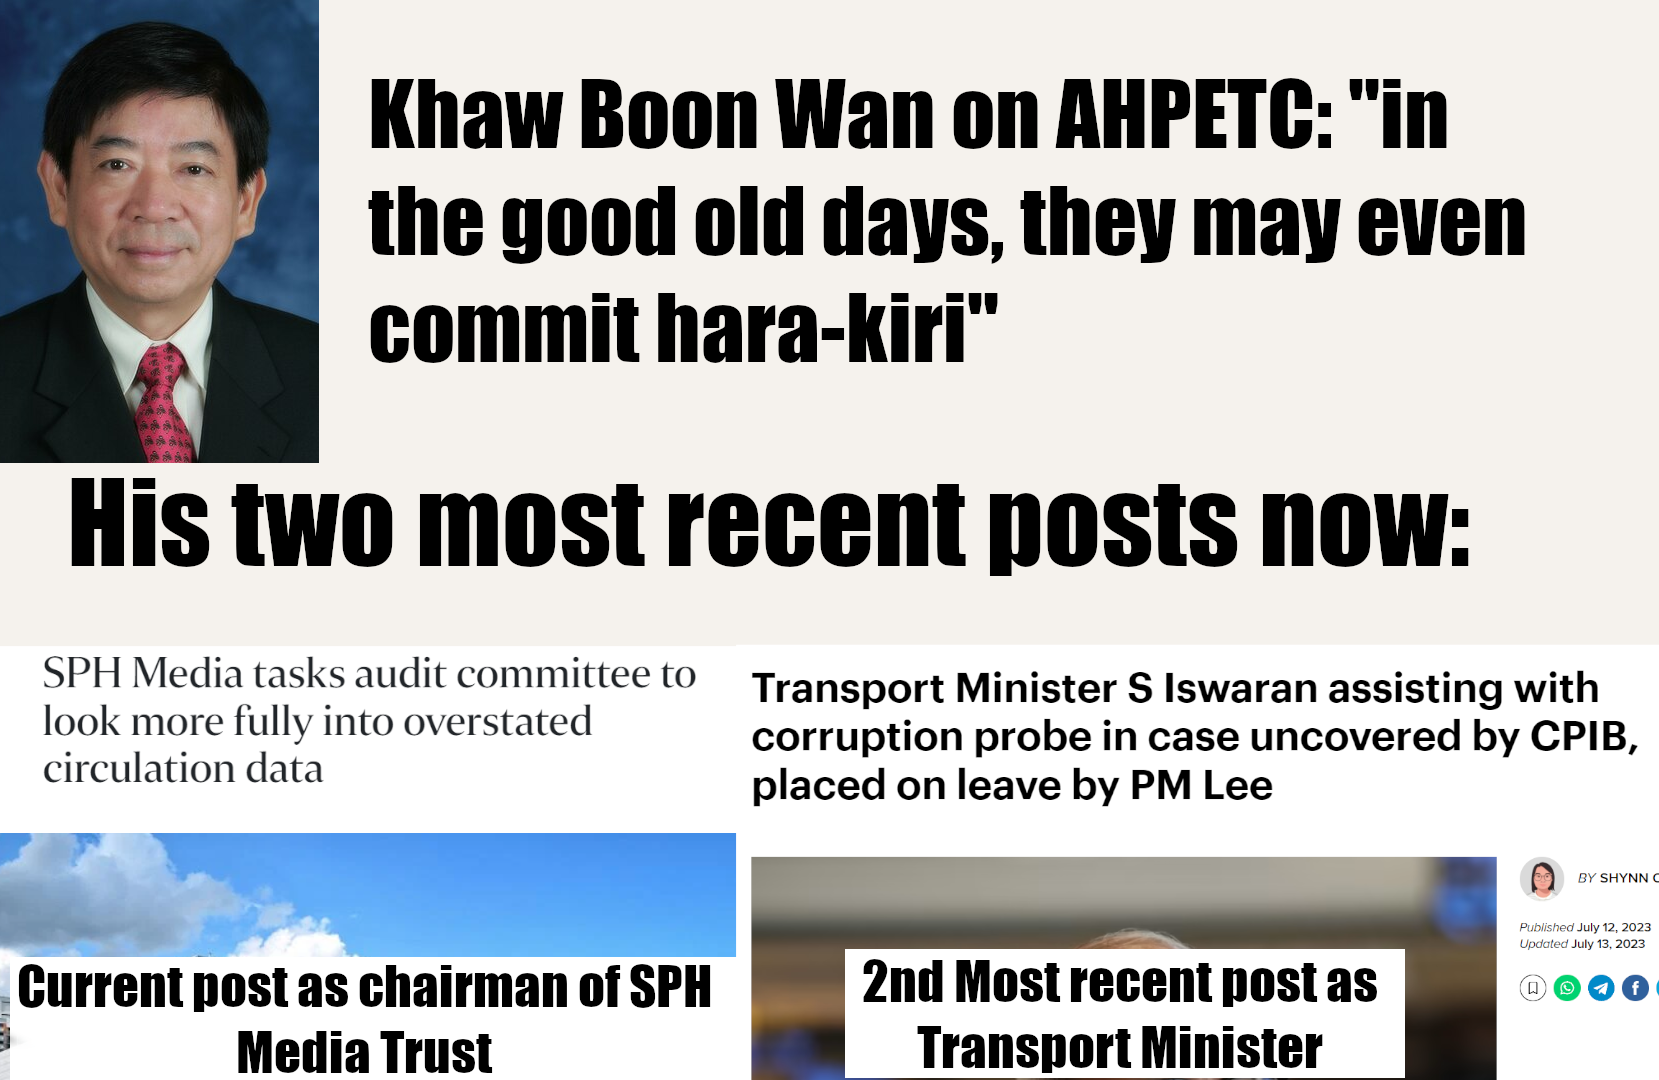 Khaw Boon Wan on AHPETC: "in
the good old days, they may even
commit hara-kiri"
His two most recent posts now:
SPH Media tasks audit committee to
look more fully into overstated
circulation data
Current post as chairman of SPH
Media Trust
Transport Minister S Iswaran assisting with
corruption probe in case uncovered by CPIB,
placed on leave by PM Lee
2nd Most recent post as
Transport Minister
BY SHYNN
Published July 12, 2023
Updated July 13, 2023